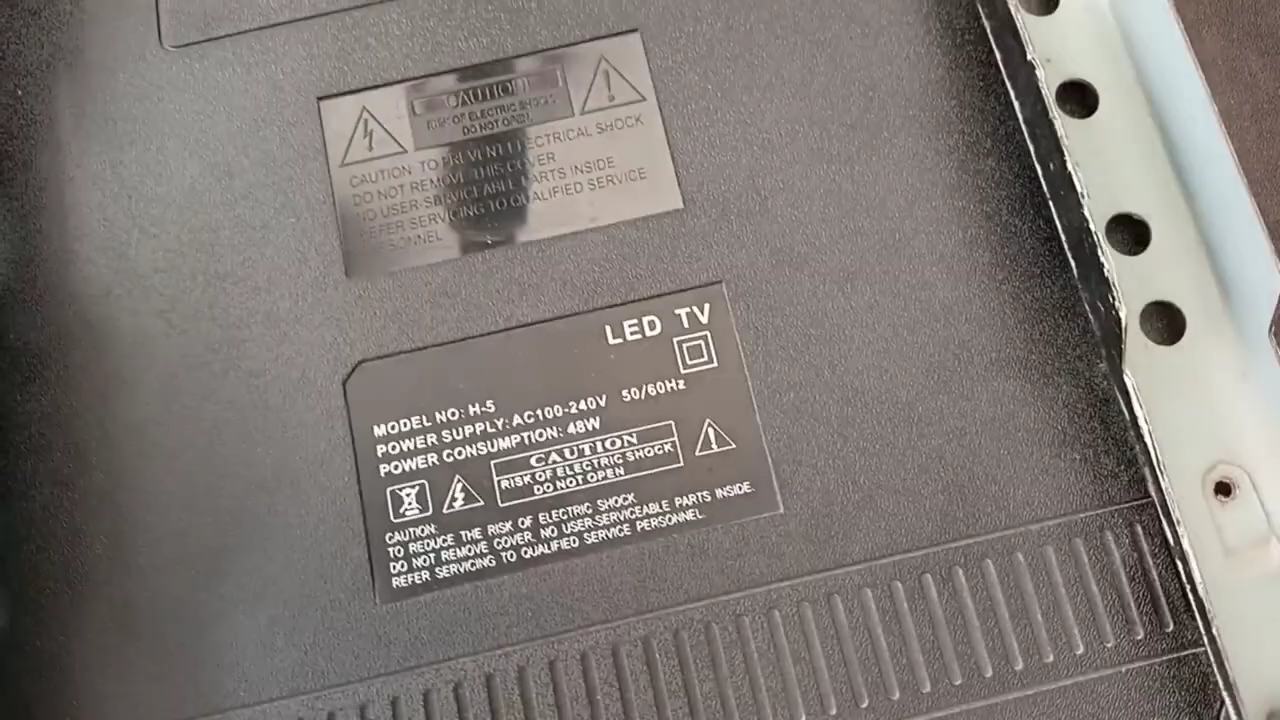 CAUTION!
RISK OF ELECTRIC SHOCK
DO NOT OPEN
CAUTION TO PREVENT ELECTRICAL SHOCK
DO NOT REMOVE THIS COVER
NO USER-SERVICEABLE PARTS INSIDE
REFER SERVICING TO QUALIFIED SERVICE
PERSONNEL
LED TV
MODEL NO: H-5
POWER SUPPLY: AC100-240V 50/60Hz
POWER CONSUMPTION: 48W
CAUTION
RISK OF ELECTRIC SHOCK
DO NOT OPEN
CAUTION:
TO REDUCE THE RISK OF ELECTRIC SHOCK
DO NOT REMOVE COVER, NO USER-SERVICEABLE PARTS INSIDE.
REFER SERVICING TO QUALIFIED SERVICE PERSONNEL